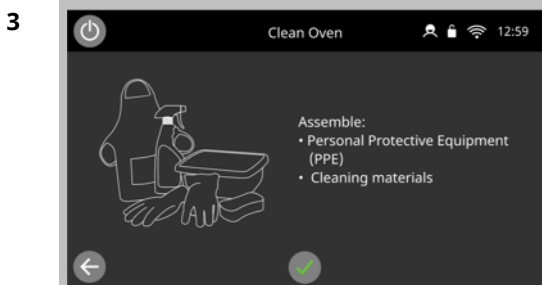 3
Clean Oven 12:59
Assemble:
• Personal Protective Equipment
(PPE)
• Cleaning materials